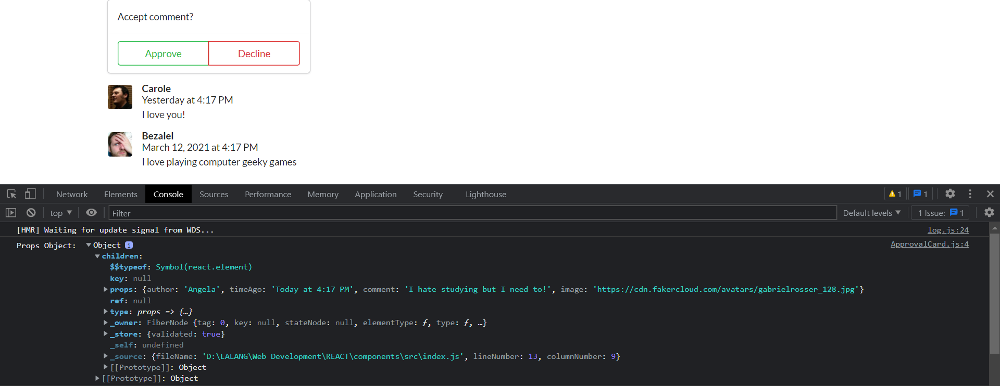 Accept comment?
Approve Decline
Carole
Yesterday at 4:17 PM
I love you!
Bezalel
March 12, 2021 at 4:17 PM
I love playing computer geeky games
Network Elements Console Sources Performance Memory Application Security Lighthouse 1 1
top Filter Default levels 1 Issue: 1
[HMR] Waiting for update signal from WDS... log.js:24
Props Object: Object i ApprovalCard.js:4
children:
$$typeof: Symbol(react.element)
key: null
props: {author: 'Angela', timeAgo: 'Today at 4:17 PM', comment: 'I hate studying but I need to!', image: 'https://cdn.fakercloud.com/avatars/gabrielrosser_128.jpg'}
ref: null
type: props => {…}
_owner: FiberNode {tag: 0, key: null, stateNode: null, elementType: ƒ, type: ƒ, …}
_store: {validated: true}
_self: undefined
_source: {fileName: 'D:\LALANG\Web Development\REACT\components\src\index.js', lineNumber: 13, columnNumber: 9}
[[Prototype]]: Object
[[Prototype]]: Object